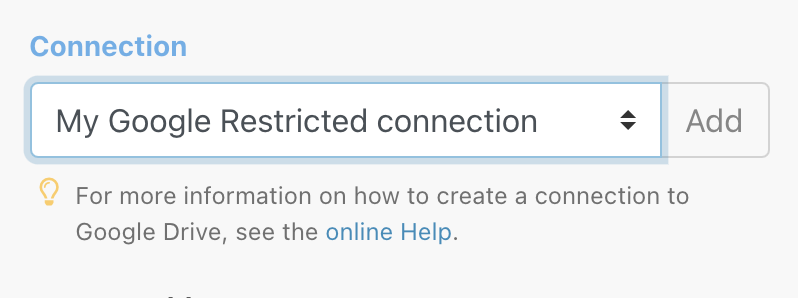 Connection
My Google Restricted connection
Add
For more information on how to create a connection to
Google Drive, see the online Help.